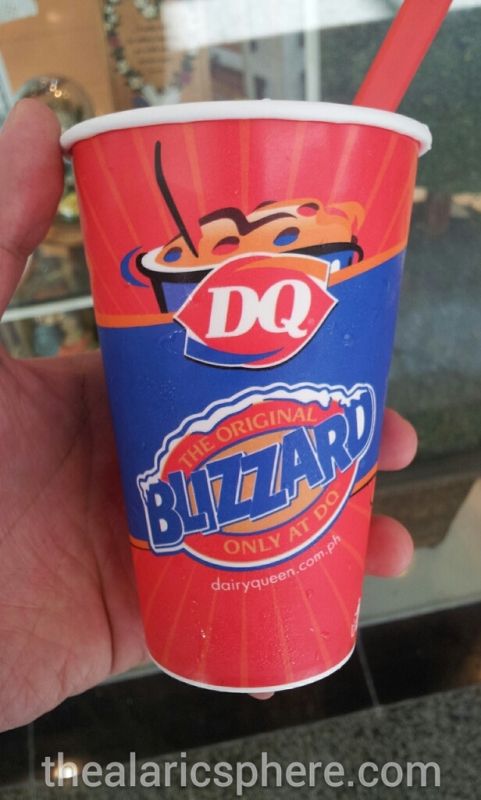 DQ
THE ORIGINAL
BLIZZARD
ONLY AT DQ
dairyqueen.com.ph
thealaricsphere.com